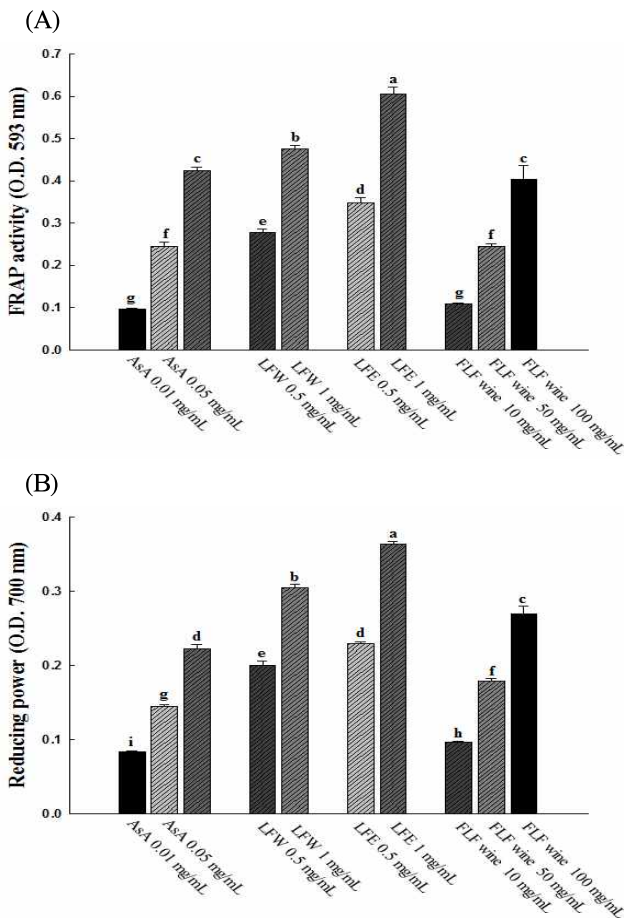 (A)
FRAP activity (O.D. 593 nm)
0.7
0.6
0.5
0.4
0.3
0.2
0.1
0.0
g
f
c
e
b
d
a
g
f
c
AsA 0.01 mg/mL
AsA 0.05 mg/mL
LFW 0.5 mg/mL
LFW 1 mg/mL
LFE 0.5 mg/mL
LFE 1 mg/mL
FLF wine 10 mg/mL
FLF wine 50 mg/mL
FLF wine 100 mg/mL
(B)
Reducing power (O.D. 700 nm)
0.4
0.3
0.2
0.1
0.0
i
g
d
e
b
d
a
h
f
c
AsA 0.01 mg/mL
AsA 0.05 mg/mL
LFW 0.5 mg/mL
LFW 1 mg/mL
LFE 0.5 mg/mL
LFE 1 mg/mL
FLF wine 10 mg/mL
FLF wine 50 mg/mL
FLF wine 100 mg/mL